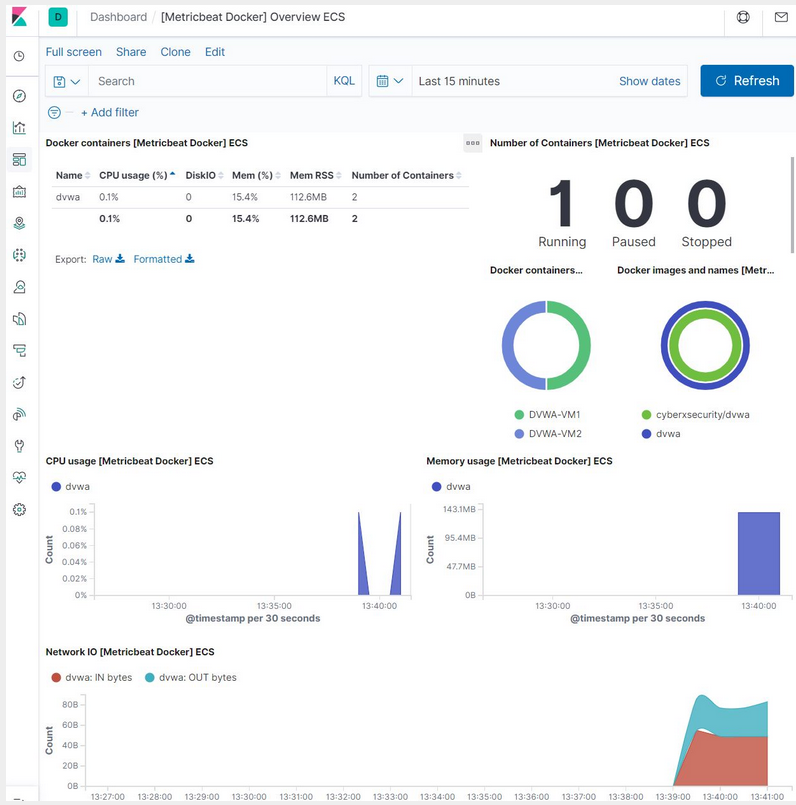 D Dashboard / [Metricbeat Docker] Overview ECS
Full screen Share Clone Edit
Search KQL Last 15 minutes Show dates Refresh
+ Add filter
Docker containers [Metricbeat Docker] ECS
Name CPU usage (%) DiskIO Mem (%) Mem RSS Number of Containers
dvwa 0.1% 0 15.4% 112.6MB 2
0.1% 0 15.4% 112.6MB 2
Export: Raw Formatted
Number of Containers [Metricbeat Docker] ECS
1 0 0
Running Paused Stopped
Docker containers...
DVWA-VM1
DVWA-VM2
Docker images and names [Metr...
cyberxsecurity/dvwa
dvwa
CPU usage [Metricbeat Docker] ECS
dvwa
0.1%
0.08%
0.06%
0.04%
0.02%
0%
Count
13:30:00 13:35:00 13:40:00
@timestamp per 30 seconds
Memory usage [Metricbeat Docker] ECS
dvwa
143.1MB
95.4MB
47.7MB
0B
Count
13:30:00 13:35:00 13:40:00
@timestamp per 30 seconds
Network IO [Metricbeat Docker] ECS
dvwa: IN bytes dvwa: OUT bytes
80B
60B
40B
20B
0B
Count
13:27:00 13:28:00 13:29:00 13:30:00 13:31:00 13:32:00 13:33:00 13:34:00 13:35:00 13:36:00 13:37:00 13:38:00 13:39:00 13:40:00 13:41:00